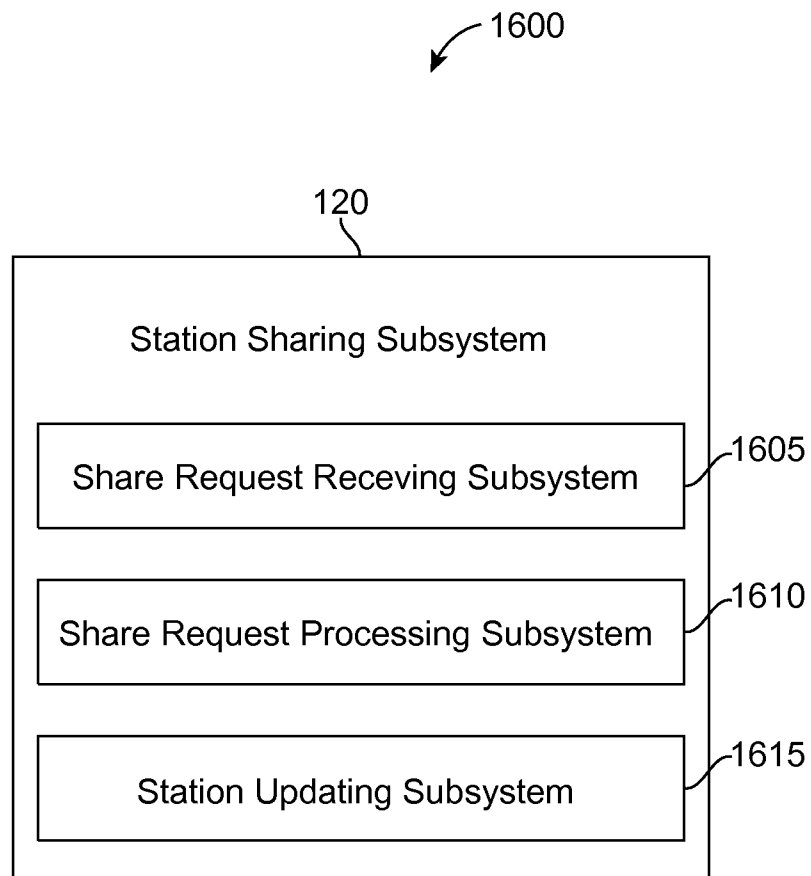 1600
120
Station Sharing Subsystem
Share Request Receving Subsystem
1605
Share Request Processing Subsystem
1610
Station Updating Subsystem
1615